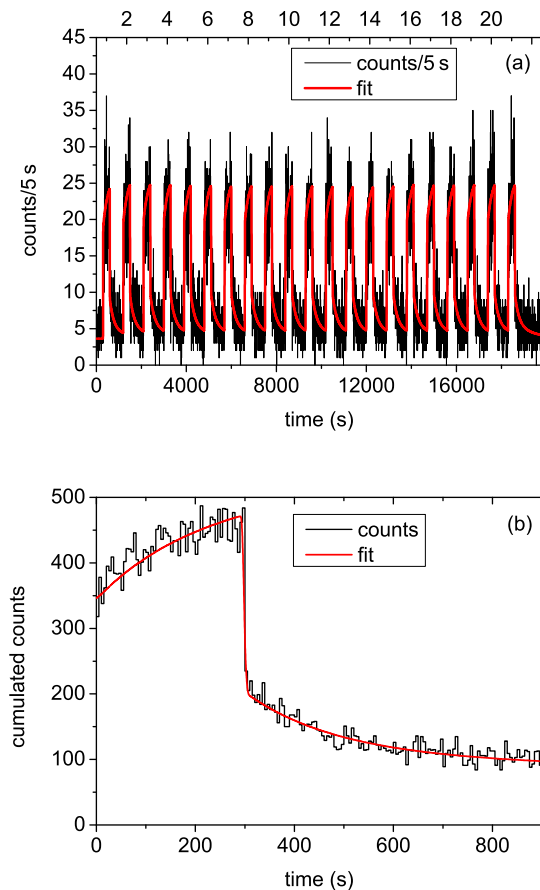 2 4 6 8 10 12 14 16 18 20
45
40
35
30
25
20
15
10
5
0
counts/5 s
counts/5 s
fit
(a)
0 4000 8000 12000 16000
time (s)
500
400
300
200
100
0
cumulated counts
counts
fit
(b)
0 200 400 600 800
time (s)